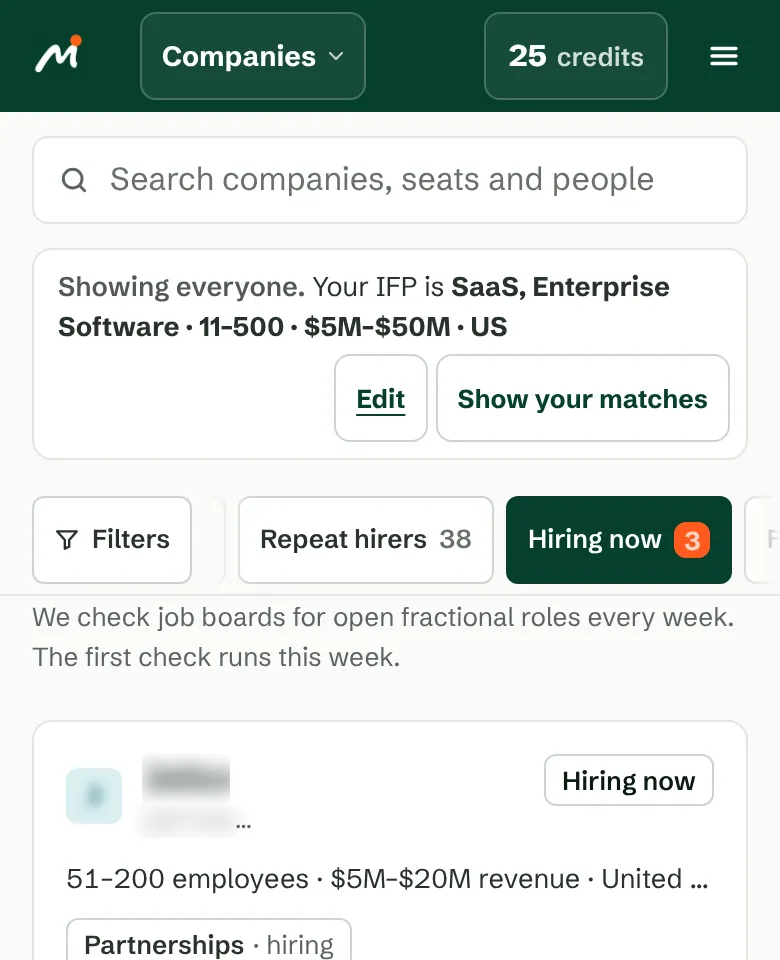 Companies
25 credits
Search companies, seats and people
Showing everyone. Your IFP is SaaS, Enterprise
Software · 11–500 · $5M–$50M · US
Edit
Show your matches
Filters
Repeat hirers 38
Hiring now 3
We check job boards for open fractional roles every week.
The first check runs this week.
Hiring now
...
51–200 employees · $5M–$20M revenue · United ...
Partnerships · hiring